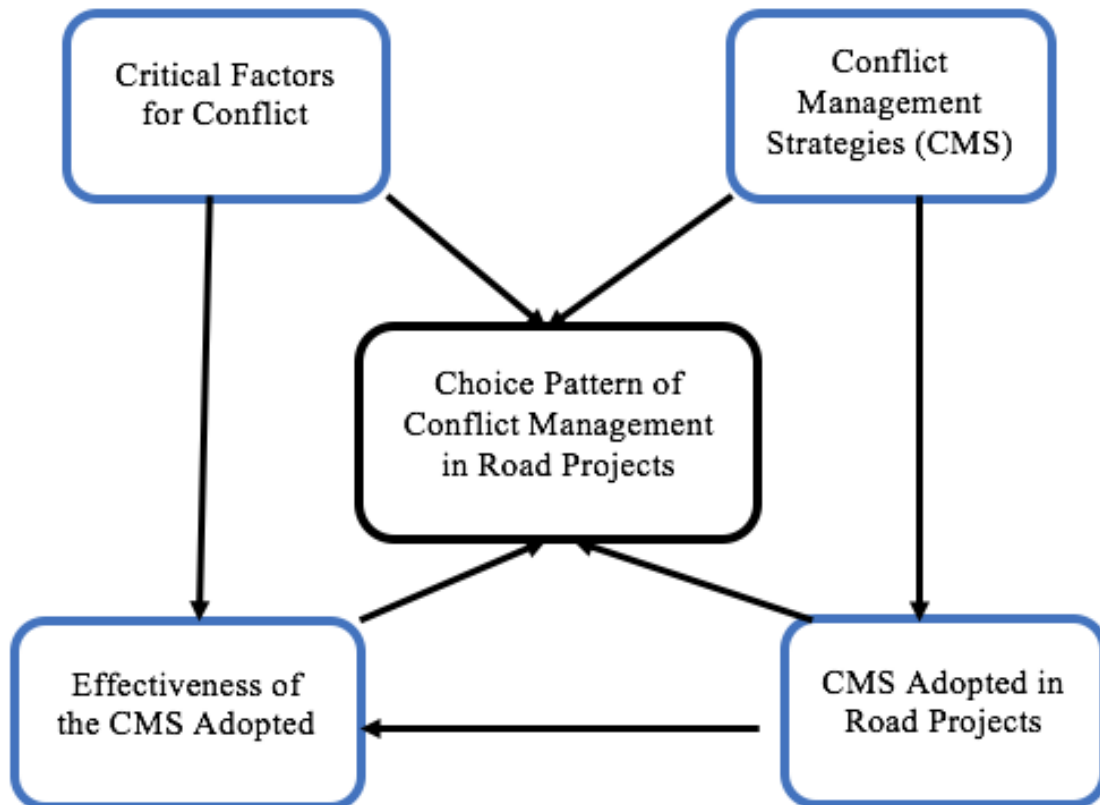 Critical Factors
for Conflict
Conflict
Management
Strategies (CMS)
Choice Pattern of
Conflict Management
in Road Projects
Effectiveness of
the CMS Adopted
CMS Adopted in
Road Projects